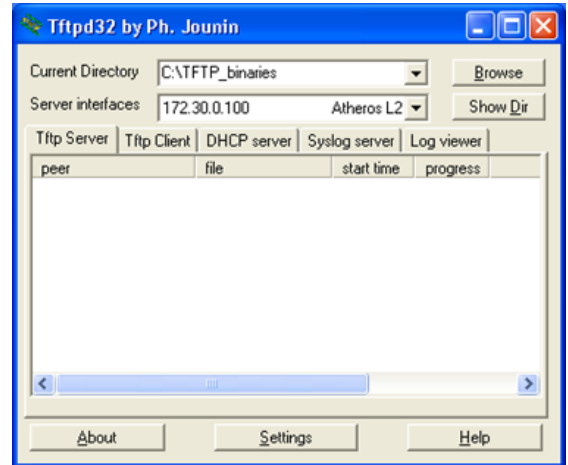 Tftpd32 by Ph. Jounin
Current Directory C:\TFTP_binaries Browse
Server interfaces 172.30.0.100 Atheros L2 Show Dir
Tftp Server Tftp Client DHCP server Syslog server Log viewer
peer file start time progress
About Settings Help